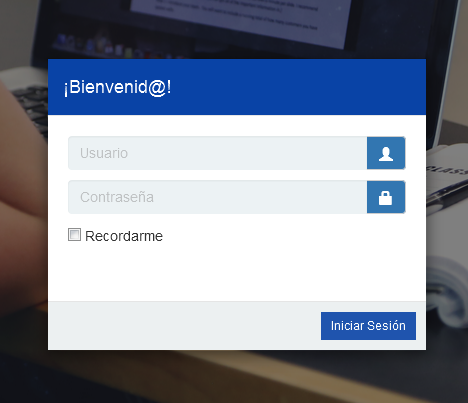 ¡Bienvenid@!
Usuario
Contraseña
Recordarme
Iniciar Sesión